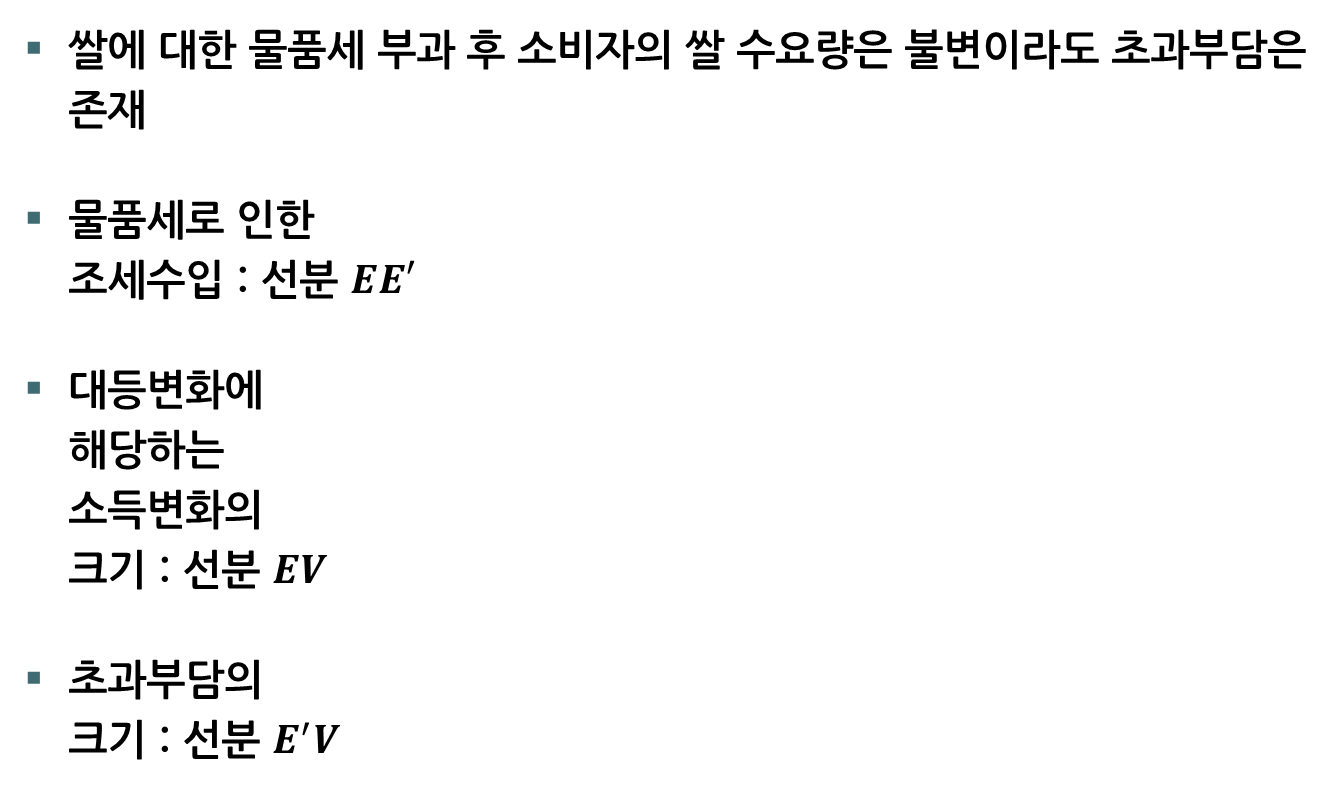 ▪ 쌀에 대한 물품세 부과 후 소비자의 쌀 수요량은 불변이라도 초과부담은
존재
▪ 물품세로 인한
조세수입 : 선분 EE′
▪ 대등변화에
해당하는
소득변화의
크기 : 선분 EV
▪ 초과부담의
크기 : 선분 E′V